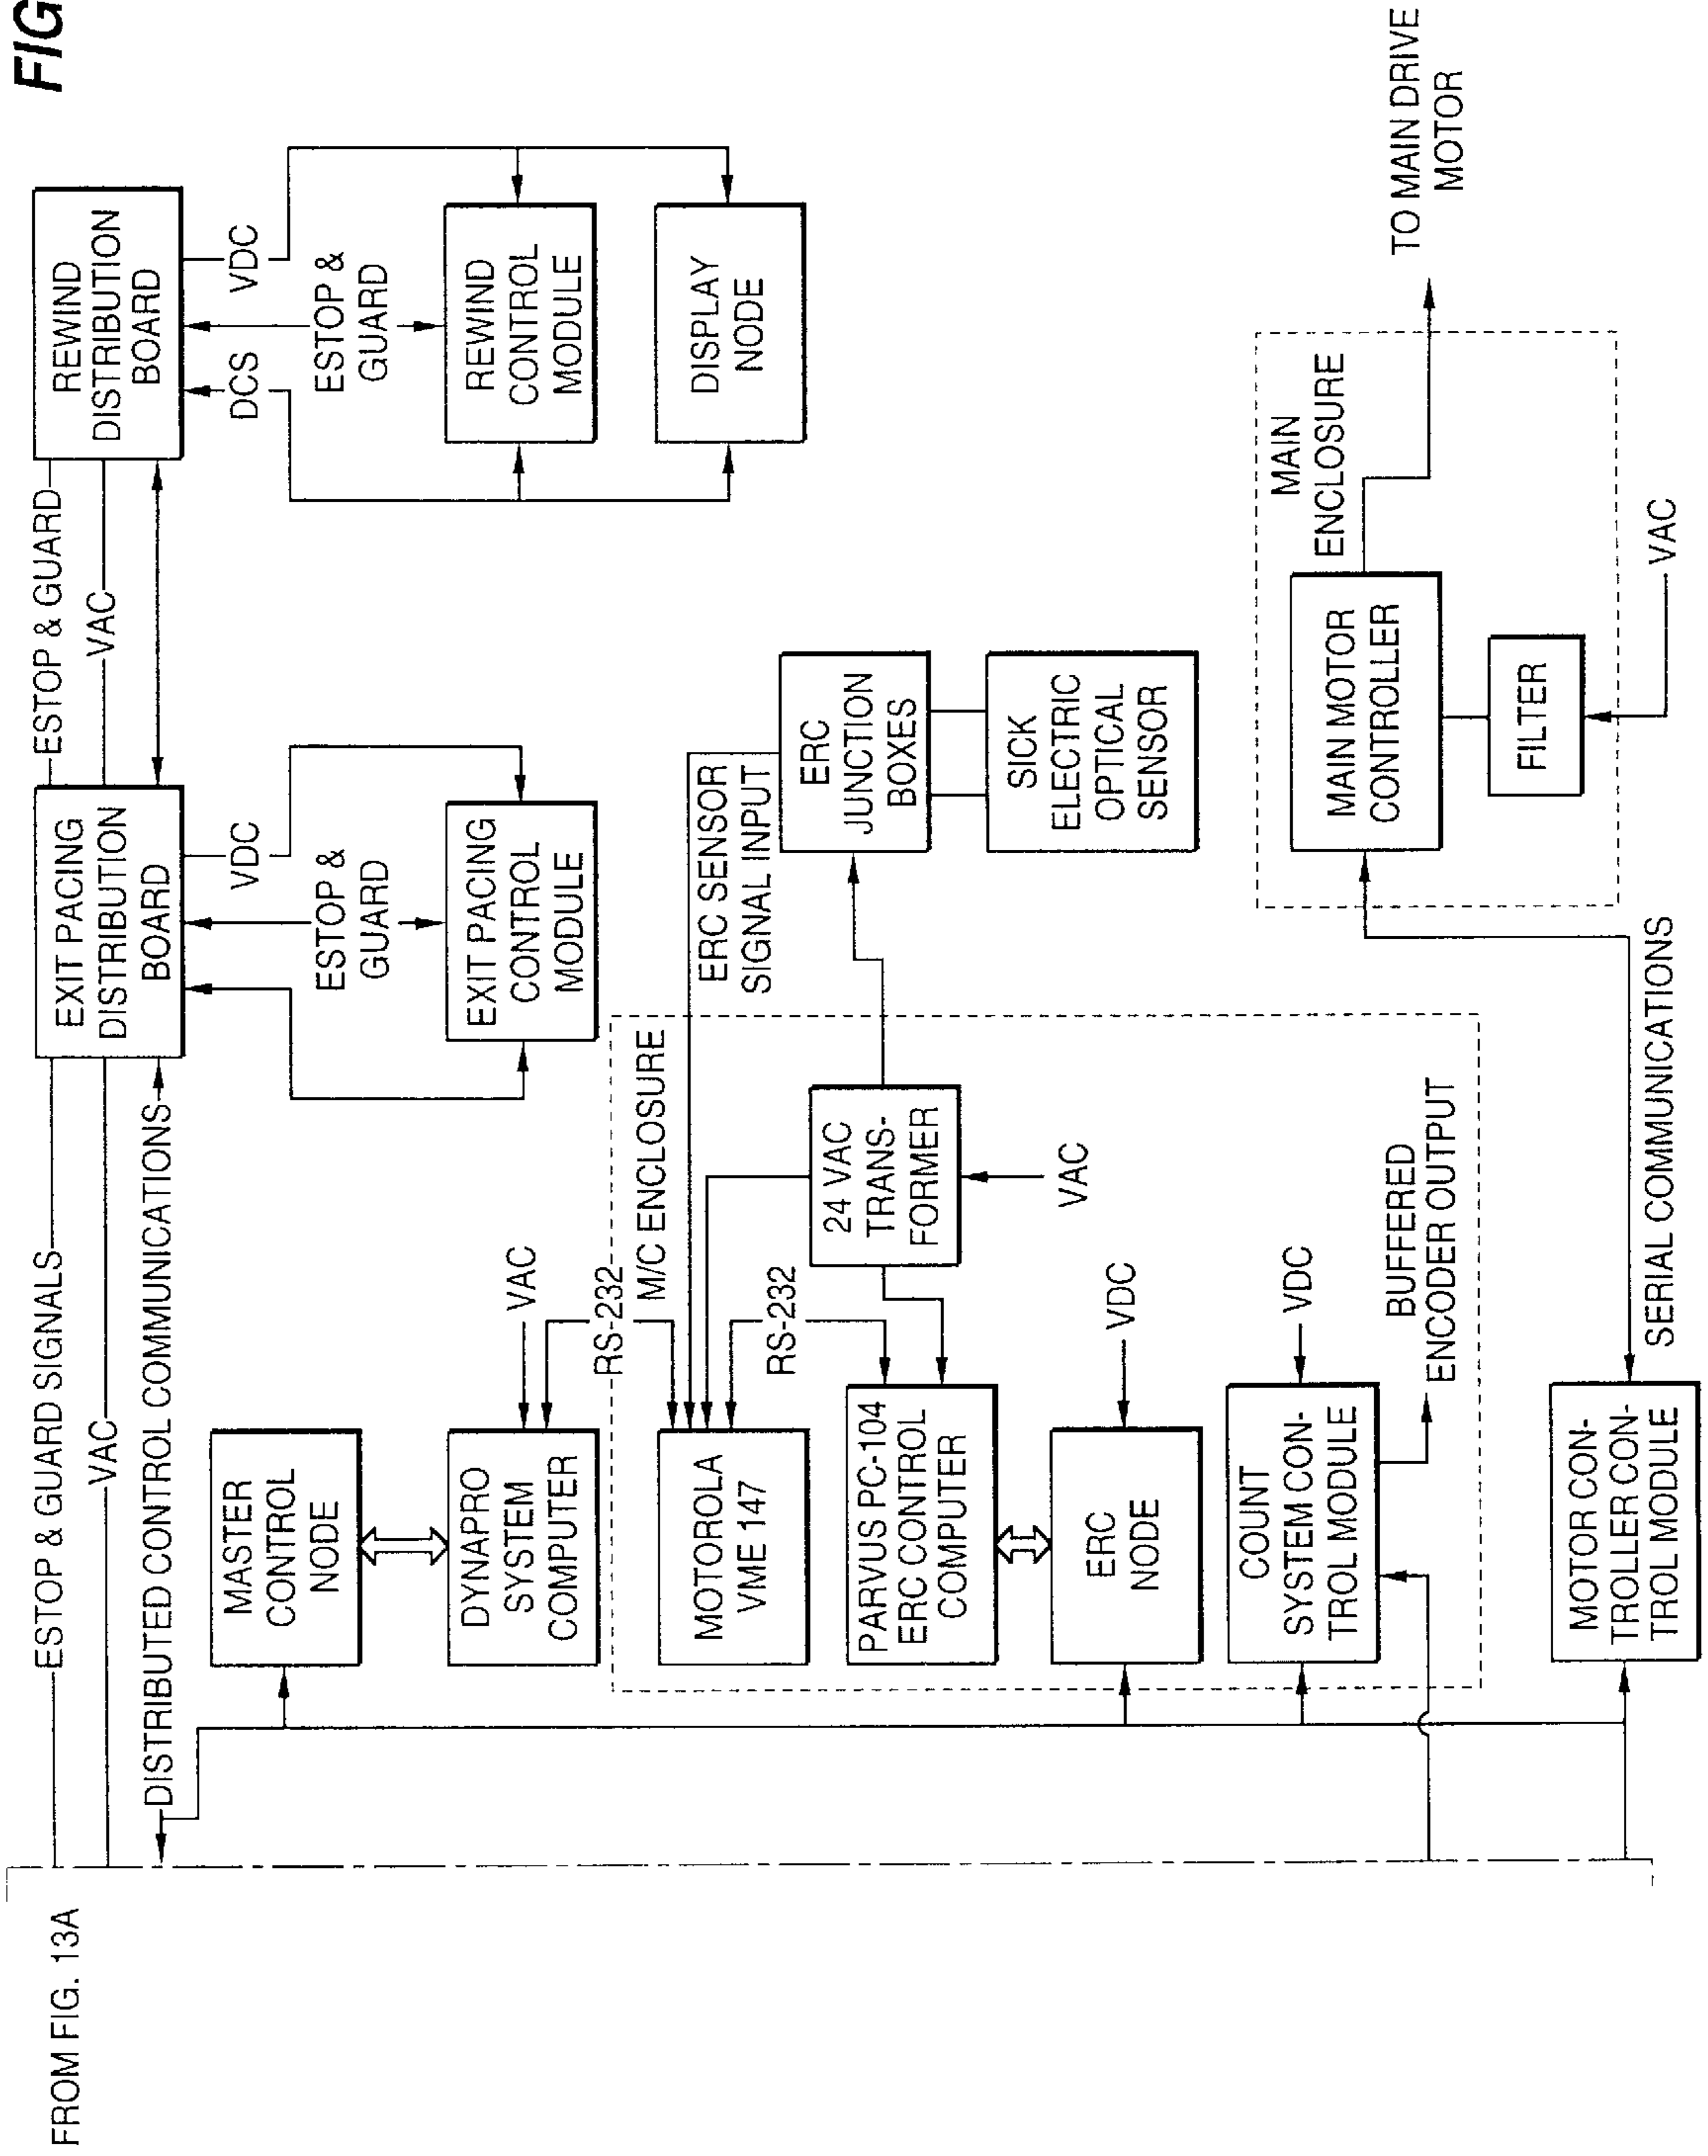 FIG
FROM FIG. 13A
ESTOP & GUARD SIGNALS
VAC
DISTRIBUTED CONTROL COMMUNICATIONS
EXIT PACING
DISTRIBUTION
BOARD
ESTOP & GUARD
VAC
REWIND
DISTRIBUTION
BOARD
VDC
ESTOP &
GUARD
EXIT PACING
CONTROL
MODULE
DCS
VDC
ESTOP &
GUARD
REWIND
CONTROL
MODULE
DISPLAY
NODE
MASTER
CONTROL
NODE
DYNAPRO
SYSTEM
COMPUTER
VAC
RS-232
M/C ENCLOSURE
MOTOROLA
VME 147
RS-232
ERC SENSOR
SIGNAL INPUT
24 VAC
TRANS-
FORMER
VAC
ERC
JUNCTION
BOXES
SICK
ELECTRIC
OPTICAL
SENSOR
PARVUS PC-104
ERC CONTROL
COMPUTER
ERC
NODE
VDC
COUNT
SYSTEM CON-
TROL MODULE
VDC
BUFFERED
ENCODER OUTPUT
MOTOR CON-
TROLLER CON-
TROL MODULE
SERIAL COMMUNICATIONS
MAIN
ENCLOSURE
MAIN MOTOR
CONTROLLER
FILTER
VAC
TO MAIN DRIVE
MOTOR